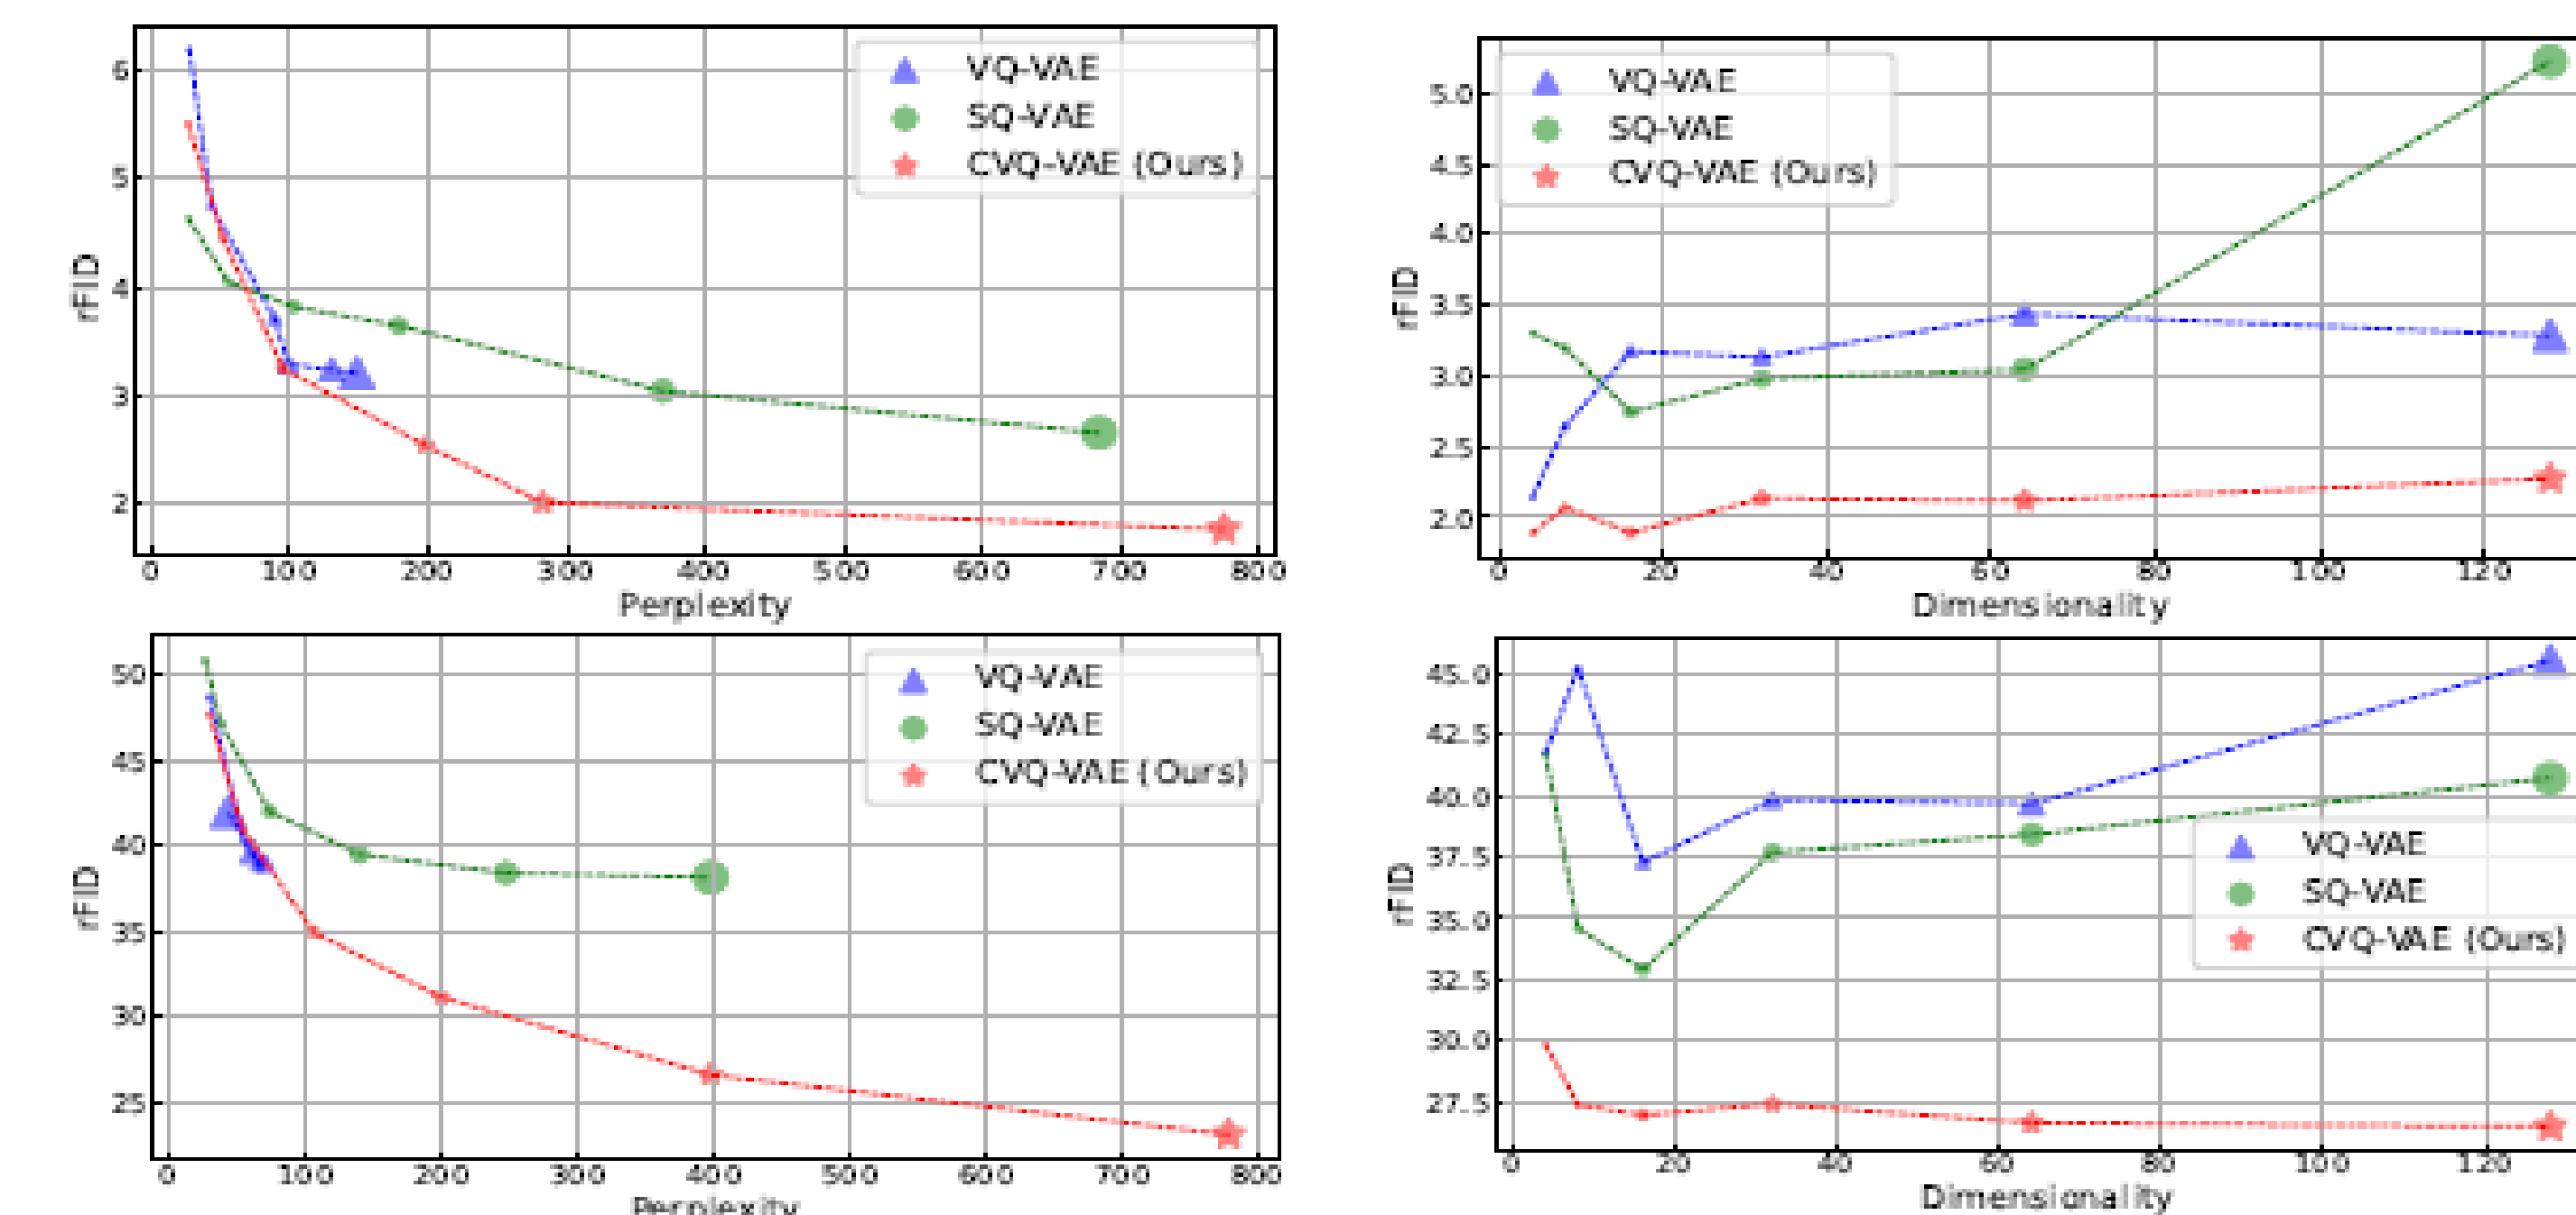 6
5
4
3
2
rFID
VQ-VAE
SQ-VAE
CVQ-VAE (Ours)
0 100 200 300 400 500 600 700 800
Perplexity
5.0
4.5
4.0
3.5
3.0
2.5
2.0
rFID
VQ-VAE
SQ-VAE
CVQ-VAE (Ours)
0 20 40 60 80 100 120
Dimensionality
50
45
40
35
30
25
rFID
VQ-VAE
SQ-VAE
CVQ-VAE (Ours)
0 100 200 300 400 500 600 700 800
Perplexity
45.0
42.5
40.0
37.5
35.0
32.5
30.0
27.5
rFID
VQ-VAE
SQ-VAE
CVQ-VAE (Ours)
0 20 40 60 80 100 120
Dimensionality